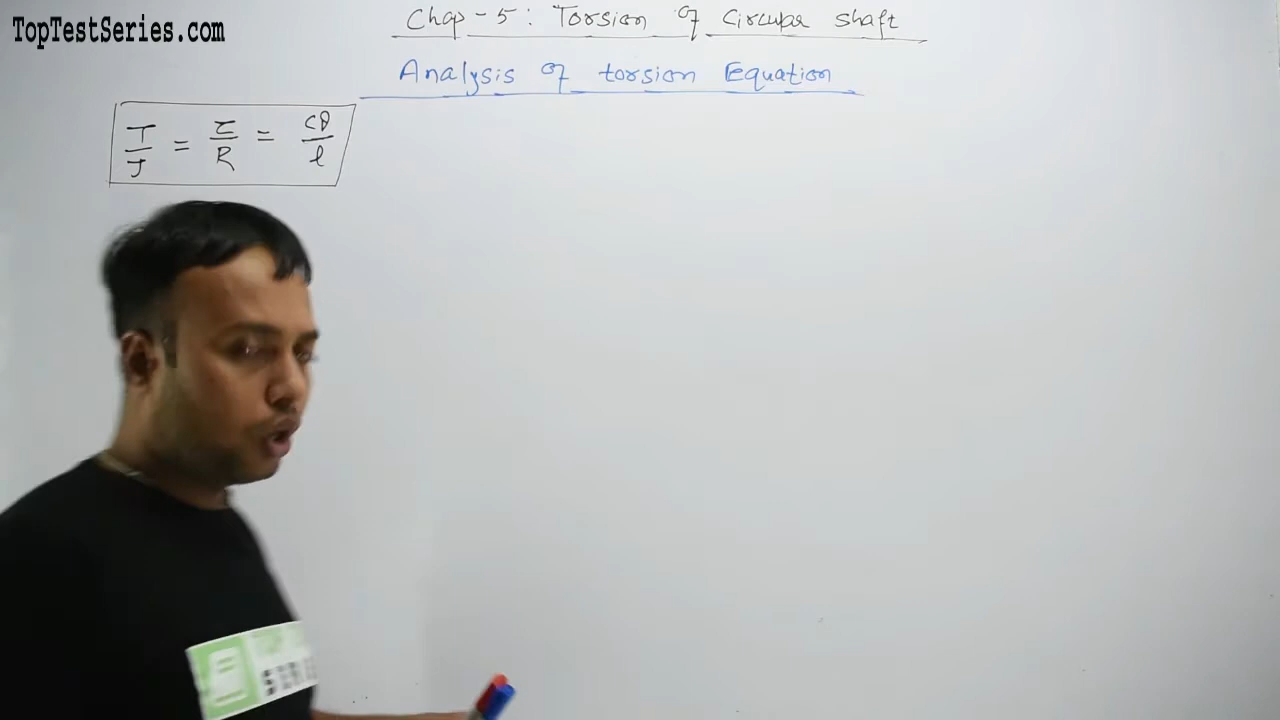 TopTestSeries.com
Chap-5: Torsion of Circular shaft
Analysis of torsion Equation
T/J = τ/R = Cθ/l